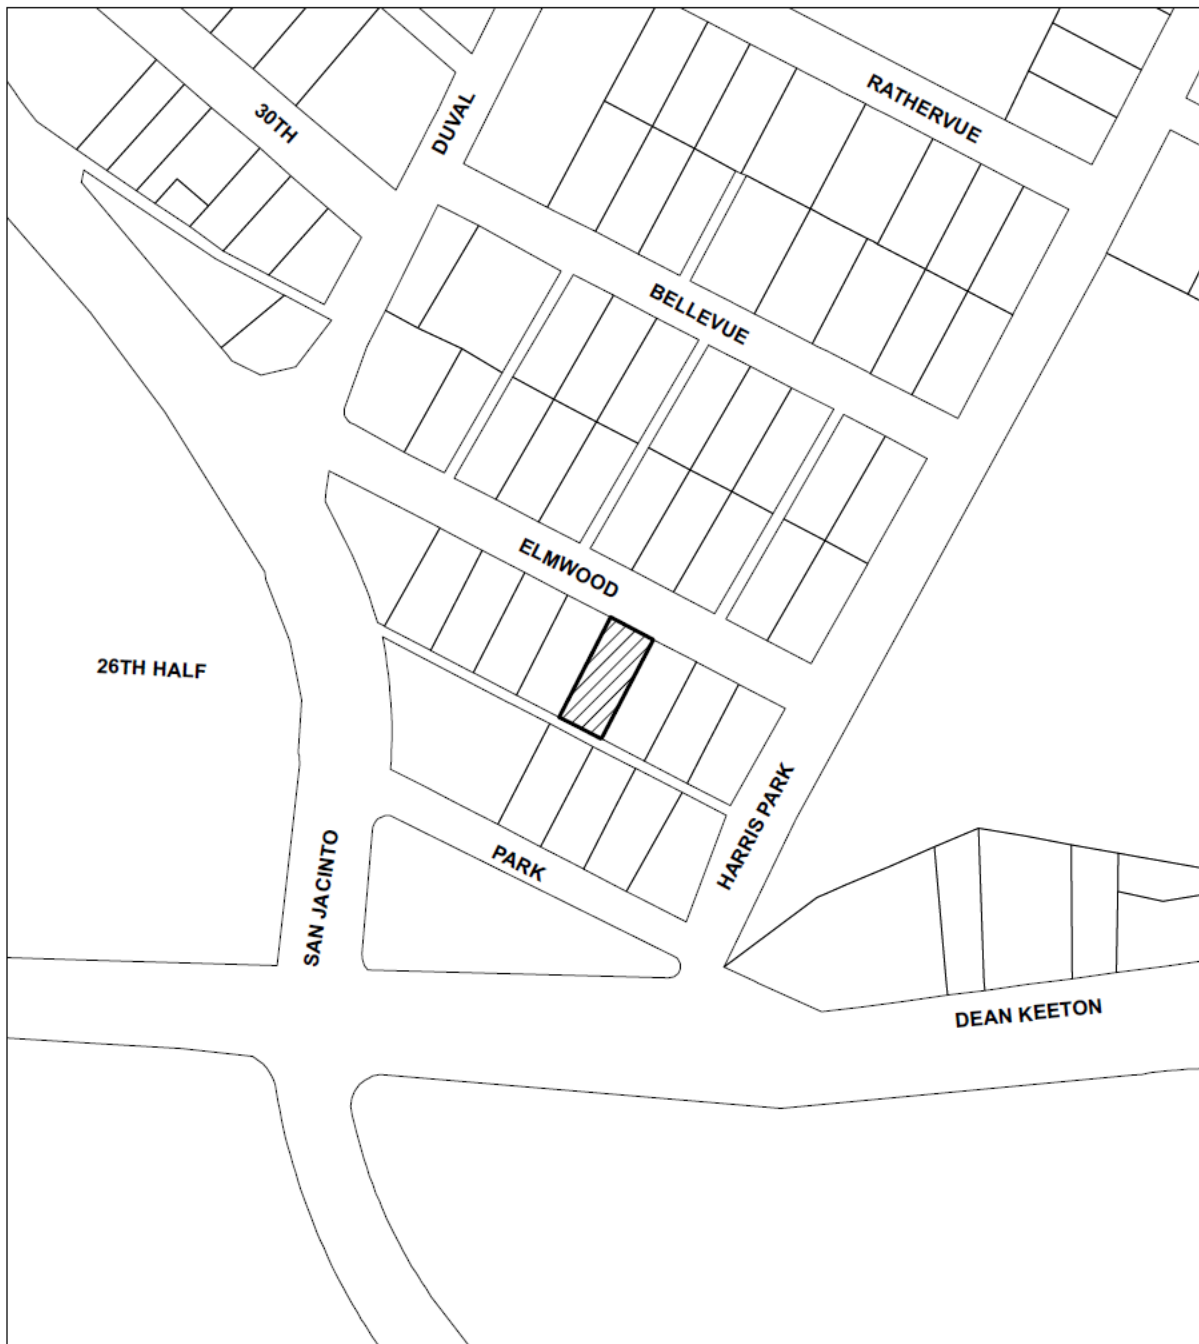 RATHERVUE
30TH
DUVAL
BELLEVUE
ELMWOOD
26TH HALF
HARRIS PARK
SAN JACINTO
PARK
DEAN KEETON